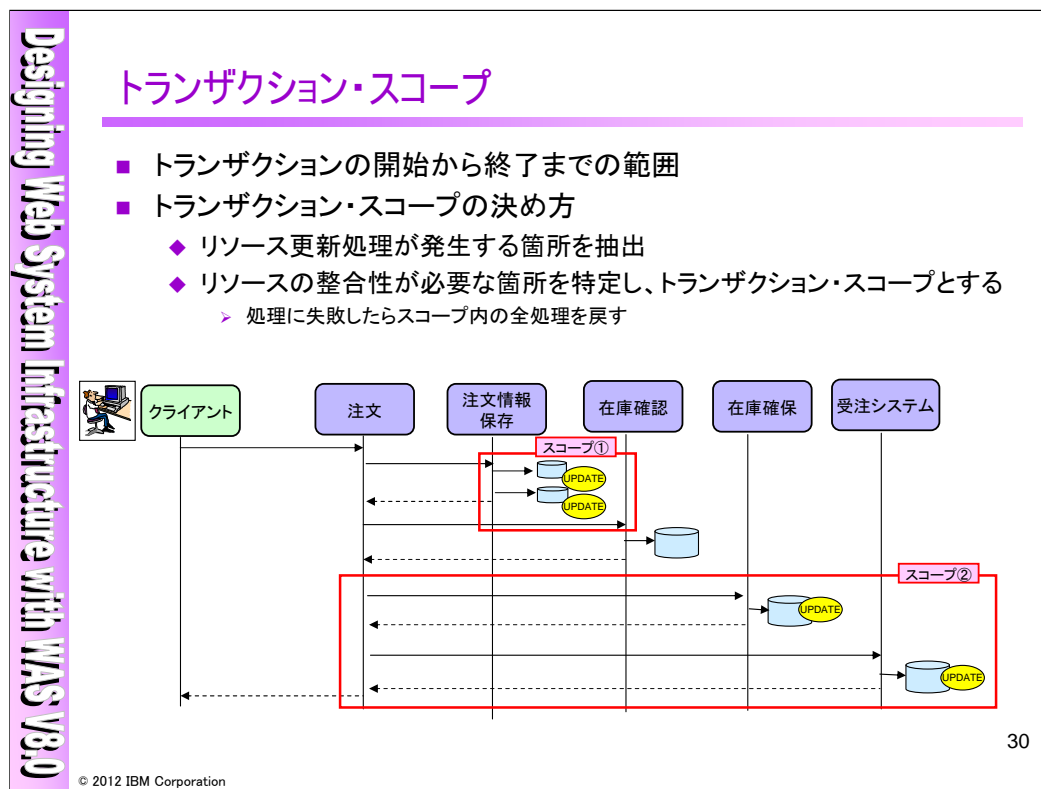 Designing Web System Infrastructure with WAS V8.0
トランザクション・スコープ
トランザクションの開始から終了までの範囲
トランザクション・スコープの決め方
リソース更新処理が発生する箇所を抽出
リソースの整合性が必要な箇所を特定し、トランザクション・スコープとする
処理に失敗したらスコープ内の全処理を戻す
クライアント
注文
注文情報
保存
在庫確認
在庫確保
受注システム
スコープ①
UPDATE
UPDATE
スコープ②
UPDATE
UPDATE
30
© 2012 IBM Corporation